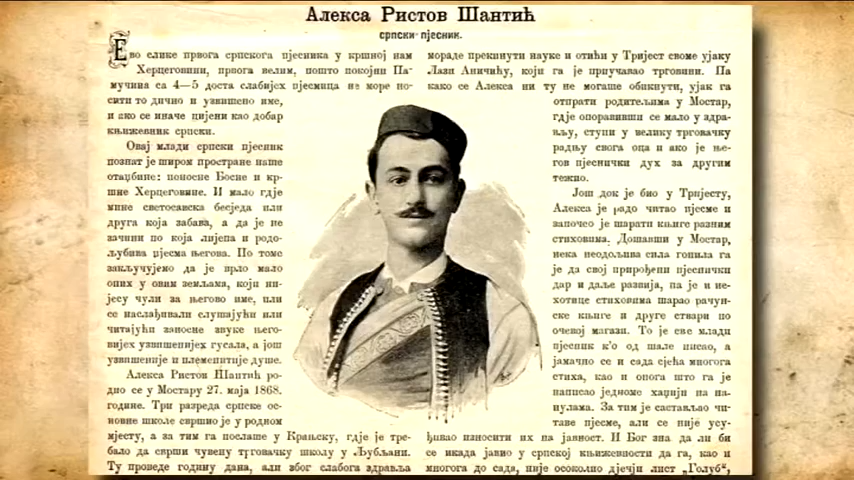 Алекса Ристов Шантић
српски пјесник.
Ево слике првога српскога пјесника у кршној нам
Херцеговини, првога велим, пошто покојни Па-
мучина са 4—5 доста слабијех пјесмица не море но-
сити то дично и узвишено име,
и ако се иначе цијени као добар
књижевник српски.
Овај млади српски пјесник
познат је широм простране наше
отаџбине: поносне Босне и кр-
шне Херцеговине. И мало гдје
мине светосавска бесједа или
друга која забава, а да је не
зачини по која лијепа и родо-
љубива пјесма његова. По томе
закључујемо да је врло мало
оних у овим земљама, који ни-
јесу чули за његово име, или
се наслађивали слушајући или
читајући заносне звуке њего-
вијех узвишенијех гусала, а још
узвишеније и племенитије душе.
Алекса Ристов Шантић ро-
дио се у Мостару 27. маја 1868.
године. Три разреда српске ос-
новне школе свршио је у родном
мјесту, а за тим га послаше у Крањску, гдје је тре-
бало да сврши чувену трговачку школу у Љубљани.
Ту проведе годину дана, али због слабога здравља
мораде прекинути науке и отићи у Тријест своме ујаку
Лази Аничићу, који га је приучавао трговини. Па
како се Алекса ни ту не могаше обикнути, ујак га
отпрати родитељима у Мостар,
гдје опоравивши се мало у здра-
вљу, ступи у велику трговачку
радњу свога оца и ако је ње-
гов пјеснички дух за другим
тежио.
Још док је био у Тријесту,
Алекса је радо читао пјесме и
започео је шарати књиге разним
стиховима. Дошавши у Мостар,
нека неодољива сила гонила га
је да свој прирођени пјеснички
дар и даље развија, па је и не-
хотице стиховима шарао рачун-
ске књиге и друге ствари по
очевој магази. То је све млади
пјесник к'о од шале писао, а
јамачно се и сада сјећа многога
стиха, као и онога што га је
написао једноме хаџији на па-
пулама. За тим је састављао чи-
таве пјесме, али се није усу-
ђивао износити их на јавност. И Бог зна да ли би
се икада јавио у српској књижевности да га, као и
многога до сада, није осоколио дјечји лист „Голуб“,